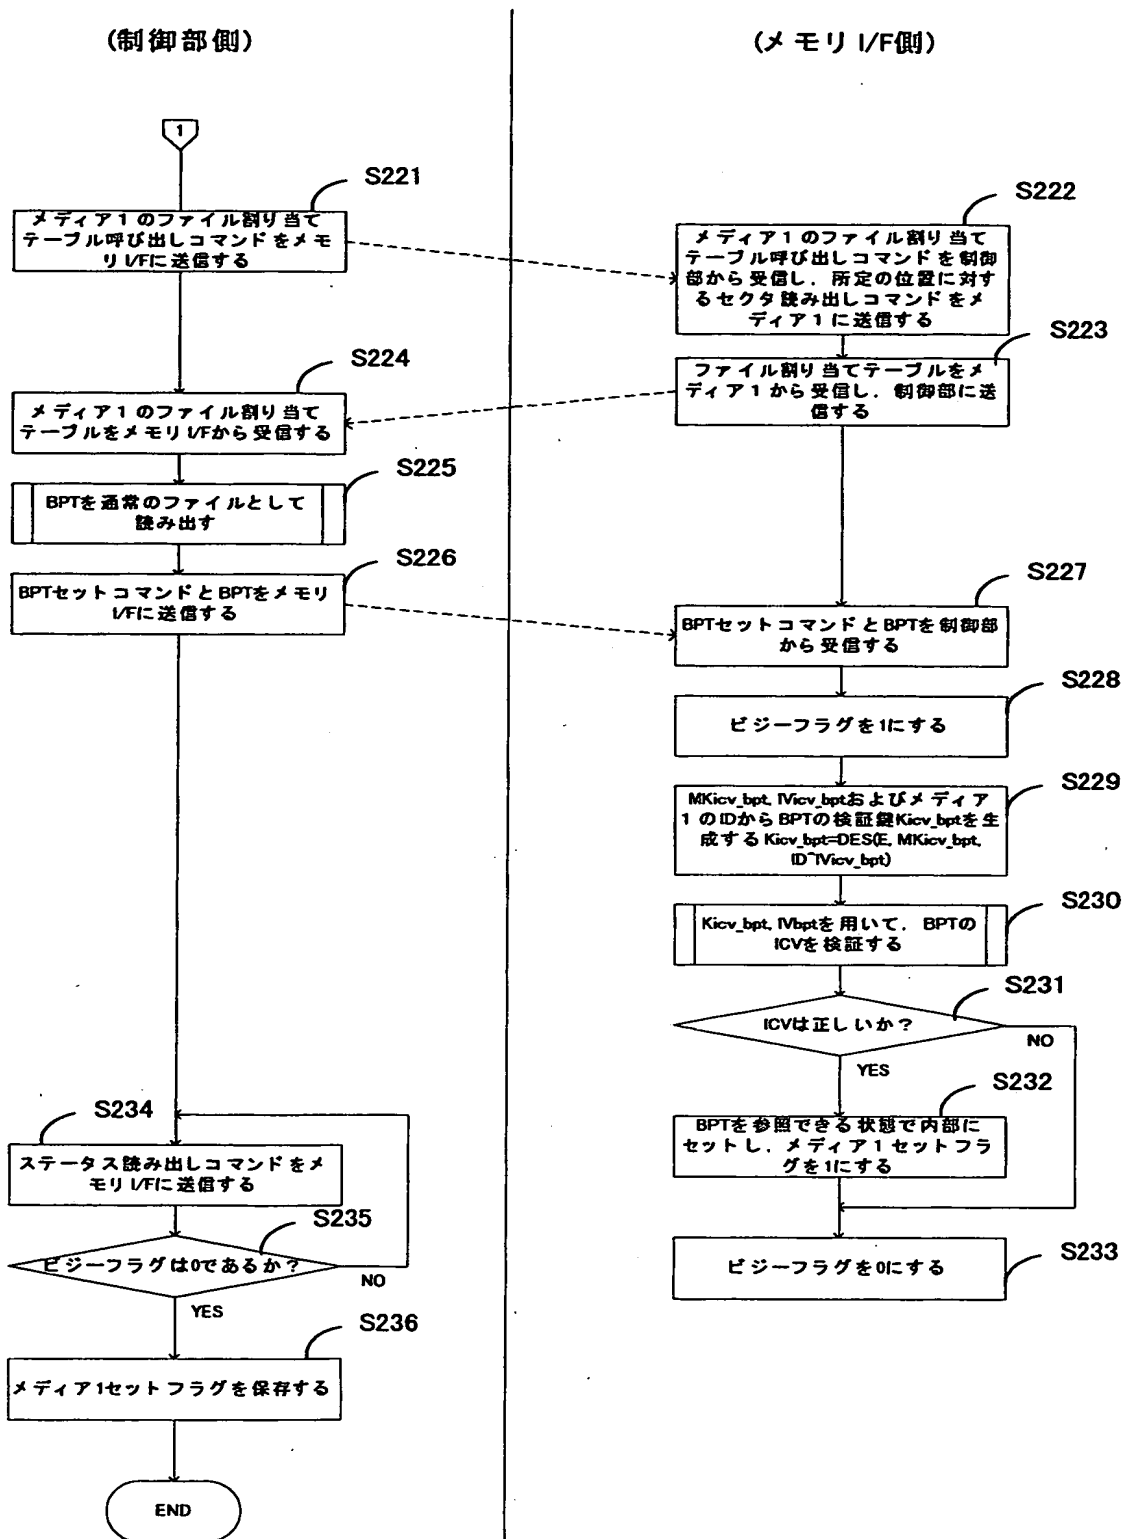 (制御部側)
1
S221
メディア1のファイル割り当て
テーブル呼び出しコマンドをメモ
リI/Fに送信する
S224
メディア1のファイル割り当て
テーブルをメモリI/Fから受信する
S225
BPTを通常のファイルとして
読み出す
S226
BPTセットコマンドとBPTをメモリ
I/Fに送信する
S234
ステータス読み出しコマンドをメ
モリI/Fに送信する
S235
ビジーフラグは0であるか?
NO
YES
S236
メディア1セットフラグを保存する
END
(メモリI/F側)
S222
メディア1のファイル割り当て
テーブル呼び出しコマンドを制御
部から受信し,所定の位置に対す
るセクタ読み出しコマンドをメ
ディア1に送信する
S223
ファイル割り当てテーブルをメ
ディア1から受信し,制御部に送
信する
S227
BPTセットコマンドとBPTを制御部
から受信する
S228
ビジーフラグを1にする
S229
MKicv_bpt, IVicv_bptおよびメディア
1のIDからBPTの検証鍵Kicv_bptを生
成する Kicv_bpt=DES(E, MKicv_bpt,
ID^IVicv_bpt)
S230
Kicv_bpt, IVbptを用いて,BPTの
ICVを検証する
S231
ICVは正しいか?
NO
YES
S232
BPTを参照できる状態で内部に
セットし,メディア1セットフラ
グを1にする
S233
ビジーフラグを0にする